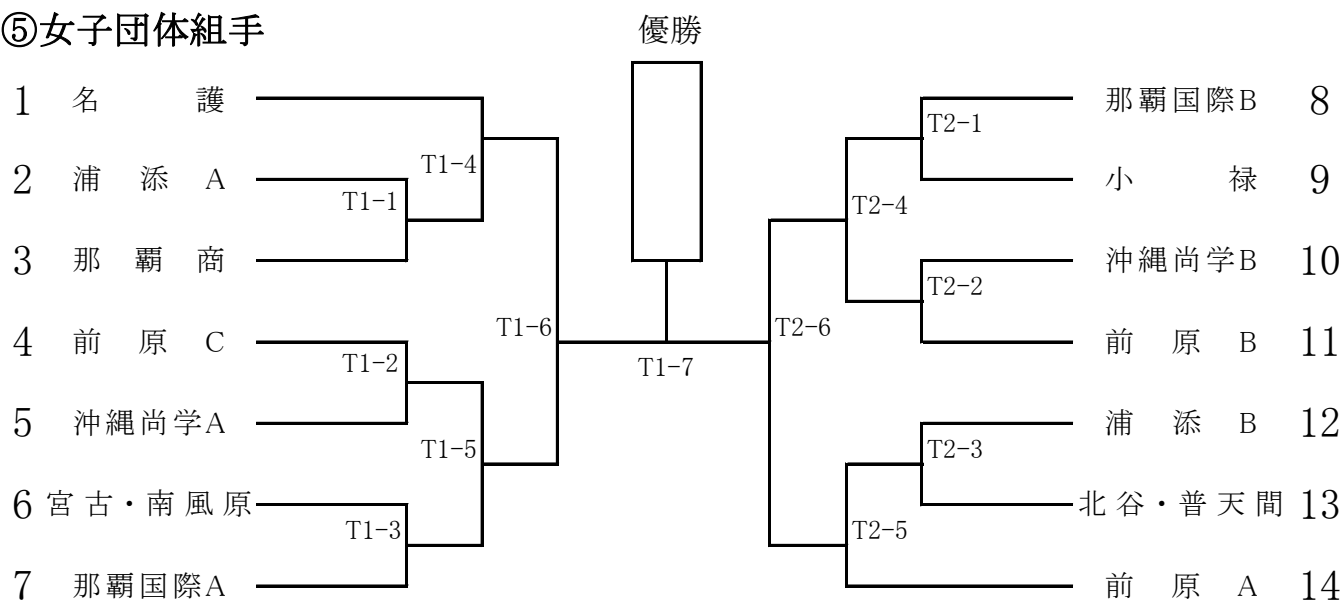 ⑤女子団体組手
優勝
1 名護
2 浦添A
3 那覇商
4 前原C
5 沖縄尚学A
6 宮古・南風原
7 那覇国際A
T1-1
T1-2
T1-3
T1-4
T1-5
T1-6
T1-7
T2-6
T2-4
T2-5
T2-1
T2-2
T2-3
那覇国際B 8
小禄 9
沖縄尚学B 10
前原B 11
浦添B 12
北谷・普天間 13
前原A 14